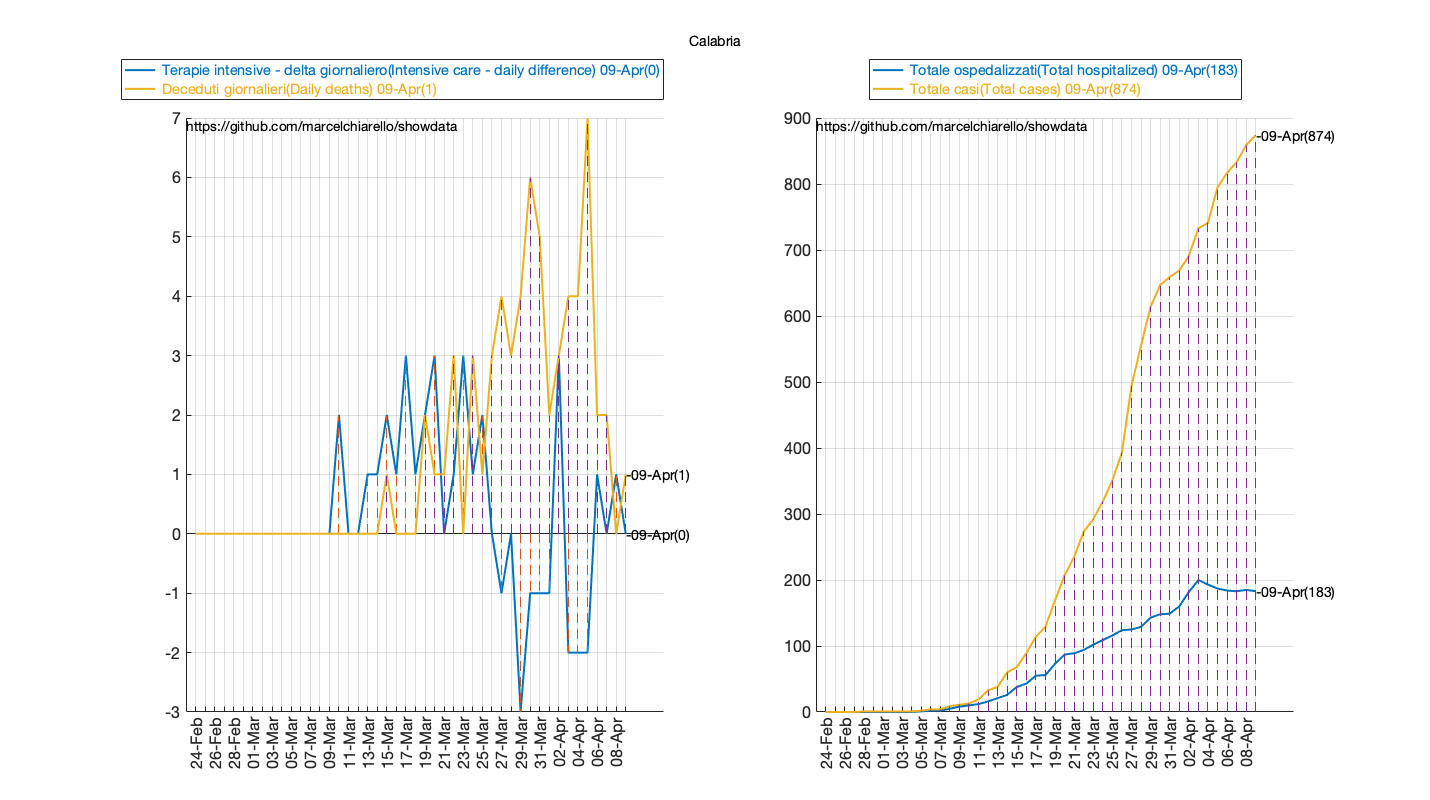 Calabria
Terapie intensive - delta giornaliero(Intensive care - daily difference) 09-Apr(0)
Deceduti giornalieri(Daily deaths) 09-Apr(1)
https://github.com/marcelchiarello/showdata
7
6
5
4
3
2
1
0
-1
-2
-3
-09-Apr(1)
-09-Apr(0)
24-Feb
26-Feb
28-Feb
01-Mar
03-Mar
05-Mar
07-Mar
09-Mar
11-Mar
13-Mar
15-Mar
17-Mar
19-Mar
21-Mar
23-Mar
25-Mar
27-Mar
29-Mar
31-Mar
02-Apr
04-Apr
06-Apr
08-Apr
Totale ospedalizzati(Total hospitalized) 09-Apr(183)
Totale casi(Total cases) 09-Apr(874)
https://github.com/marcelchiarello/showdata
900
800
700
600
500
400
300
200
100
0
-09-Apr(874)
-09-Apr(183)
24-Feb
26-Feb
28-Feb
01-Mar
03-Mar
05-Mar
07-Mar
09-Mar
11-Mar
13-Mar
15-Mar
17-Mar
19-Mar
21-Mar
23-Mar
25-Mar
27-Mar
29-Mar
31-Mar
02-Apr
04-Apr
06-Apr
08-Apr